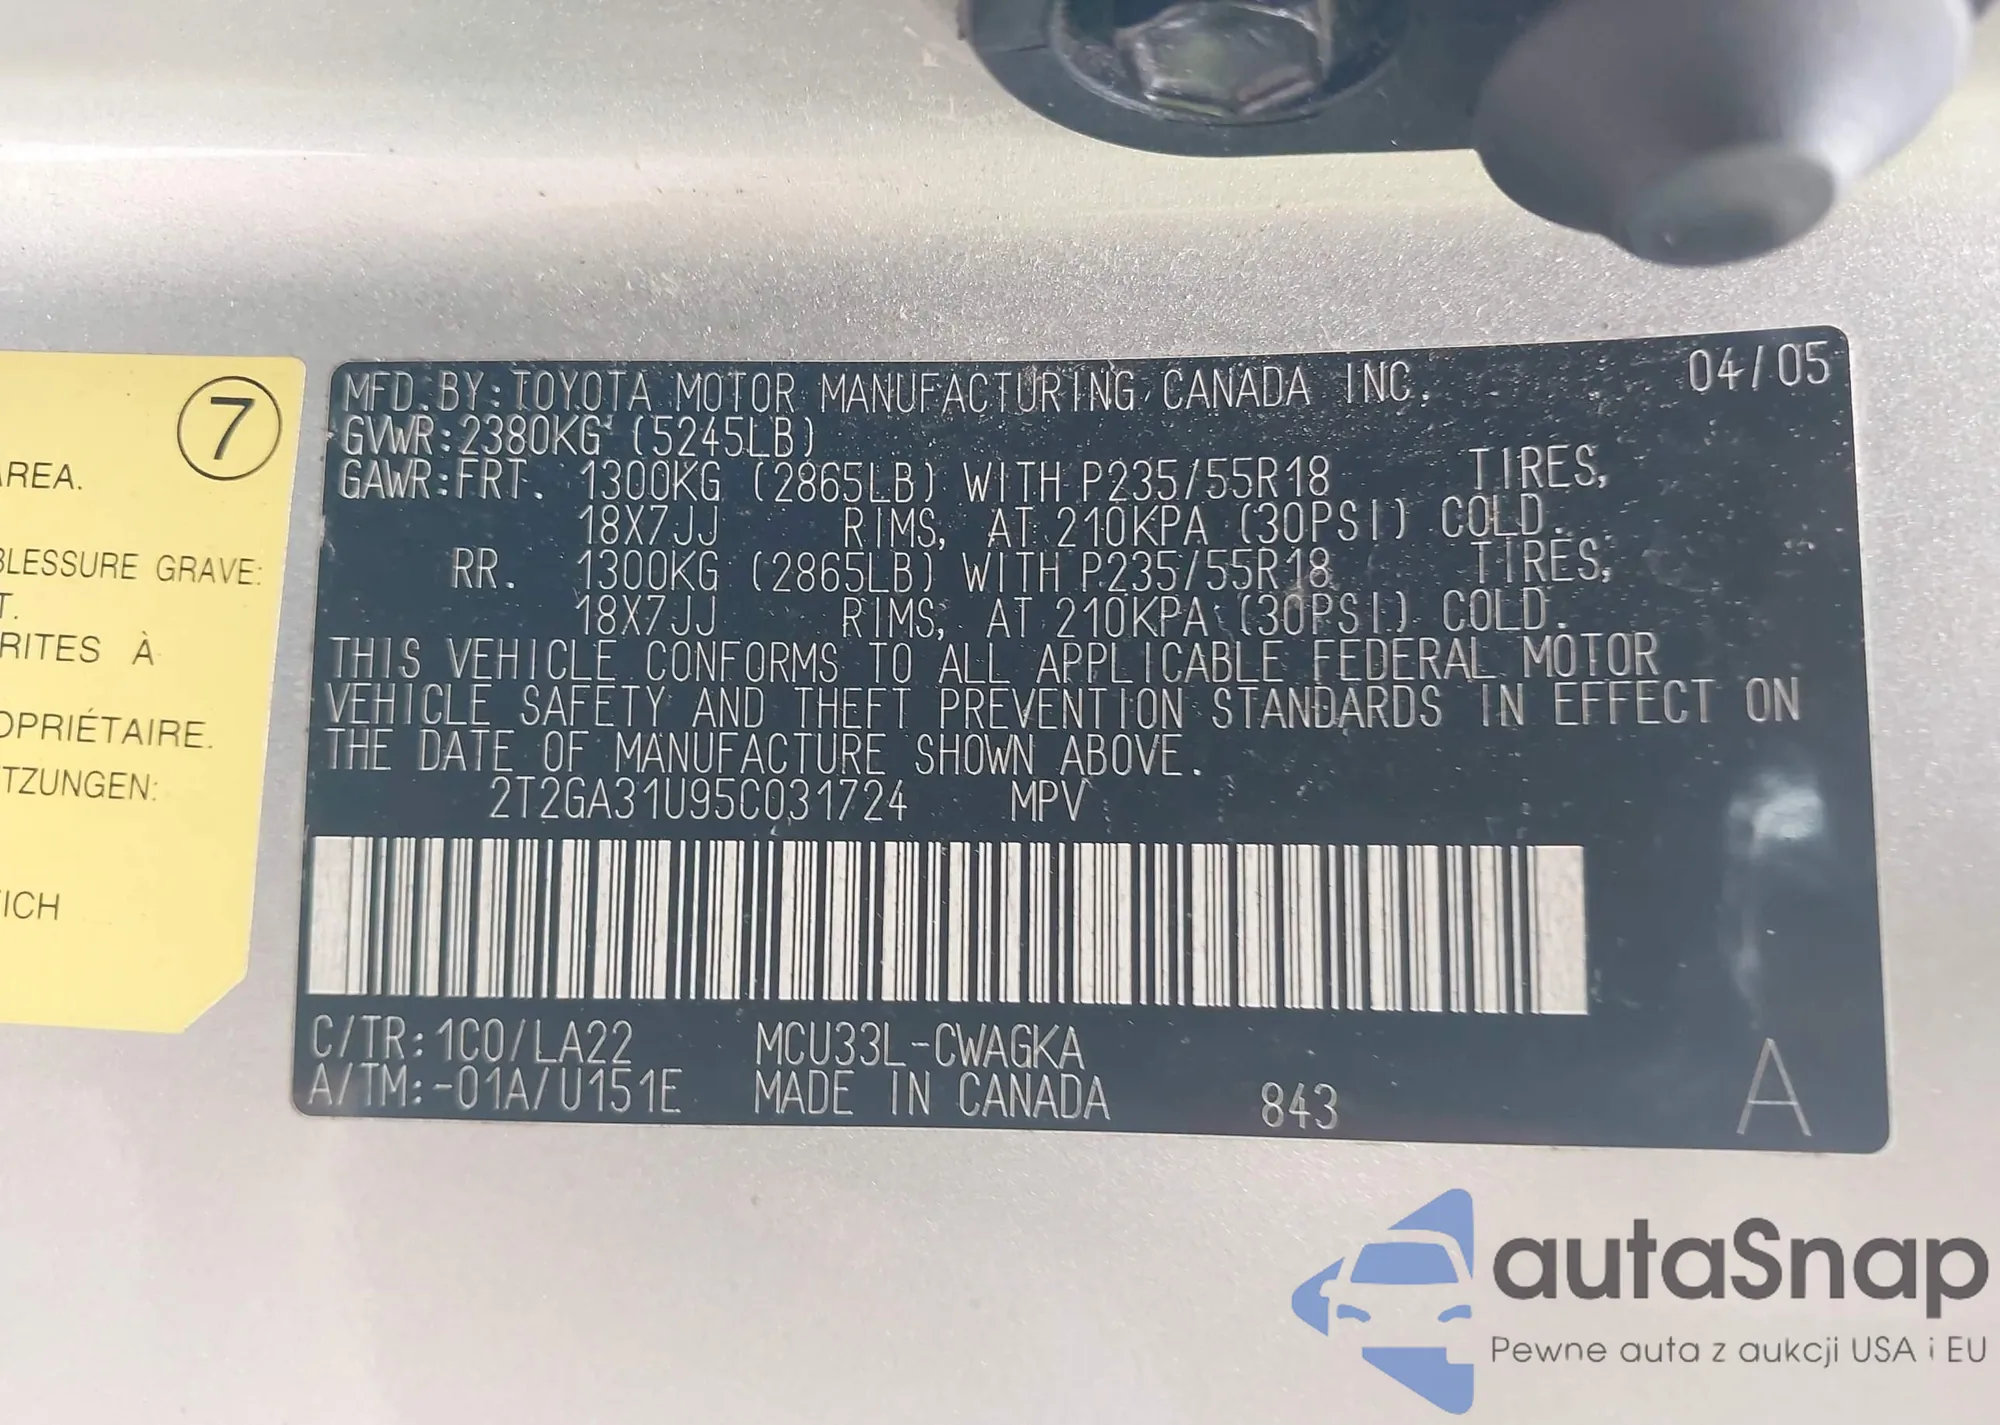 7
AREA.
BLESSURE GRAVE:
T.
RITES À
OPRIÉTAIRE.
TZUNGEN:
ICH
MFD. BY: TOYOTA MOTOR MANUFACTURING CANADA INC. 04/05
GVWR: 2380KG (5245LB)
GAWR: FRT. 1300KG (2865LB) WITH P235/55R18 TIRES,
18X7JJ RIMS, AT 210KPA (30PSI) COLD.
RR. 1300KG (2865LB) WITH P235/55R18 TIRES,
18X7JJ RIMS, AT 210KPA (30PSI) COLD.
THIS VEHICLE CONFORMS TO ALL APPLICABLE FEDERAL MOTOR
VEHICLE SAFETY AND THEFT PREVENTION STANDARDS IN EFFECT ON
THE DATE OF MANUFACTURE SHOWN ABOVE.
2T2GA31U95C031724 MPV
C/TR: 1C0/LA22 MCU33L-CWAGKA
A/TM: -01A/U151E MADE IN CANADA 843 A
autaSnap
Pewne auta z aukcji USA i EU